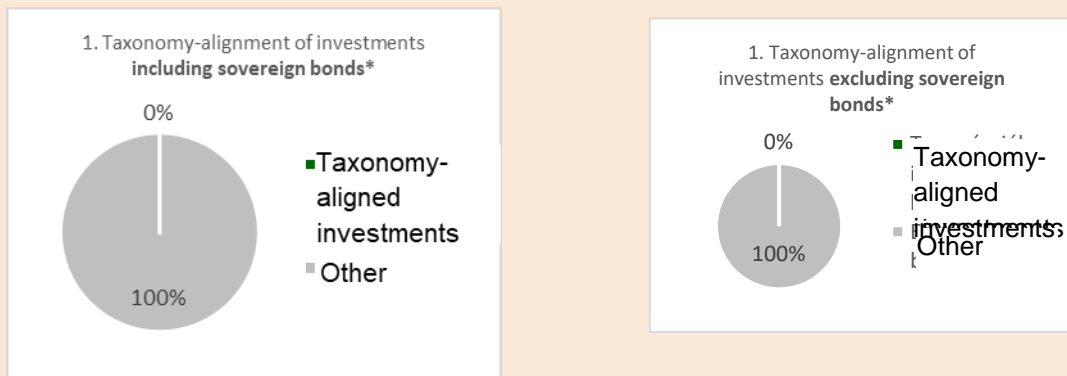 1. Taxonomy-alignment of investments
including sovereign bonds*
0%
100%
Taxonomy-
aligned
investments
Other
1. Taxonomy-alignment of
investments excluding sovereign
bonds*
0%
100%
Taxonomy-
aligned
investments
Other